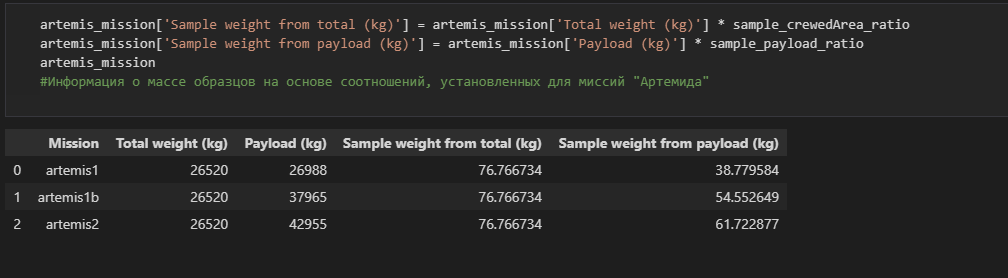 artemis_mission['Sample weight from total (kg)'] = artemis_mission['Total weight (kg)'] * sample_crewedArea_ratio
artemis_mission['Sample weight from payload (kg)'] = artemis_mission['Payload (kg)'] * sample_payload_ratio
artemis_mission
#Информация о массе образцов на основе соотношений, установленных для миссий "Артемида"
Mission Total weight (kg) Payload (kg) Sample weight from total (kg) Sample weight from payload (kg)
0 artemis1 26520 26988 76.766734 38.779584
1 artemis1b 26520 37965 76.766734 54.552649
2 artemis2 26520 42955 76.766734 61.722877